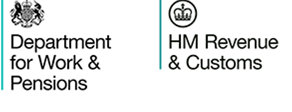 Department
for Work &
Pensions
HM Revenue
& Customs